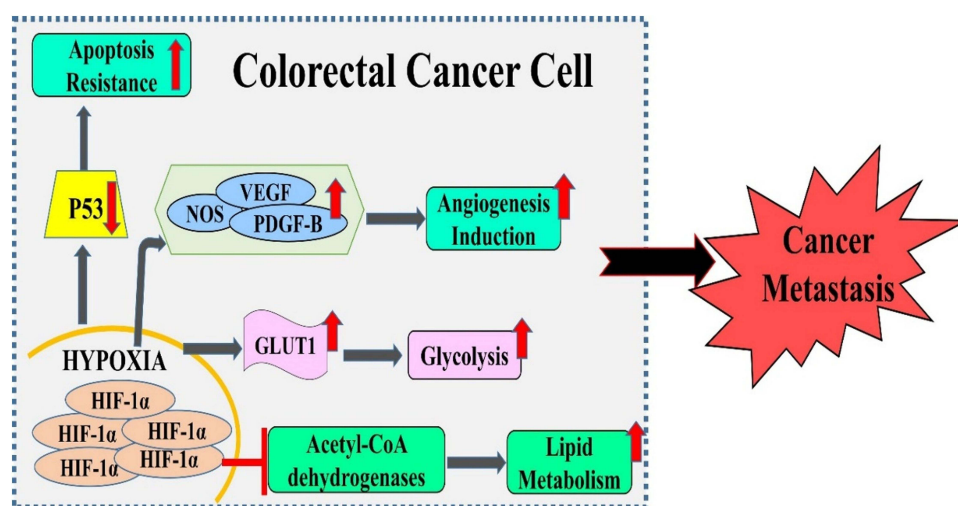 Apoptosis
Resistance
Colorectal Cancer Cell
P53
VEGF
NOS
PDGF-B
Angiogenesis
Induction
Cancer
Metastasis
HYPOXIA
GLUT1
Glycolysis
HIF-1α
HIF-1α
HIF-1α
HIF-1α
HIF-1α
Acetyl-CoA
dehydrogenases
Lipid
Metabolism